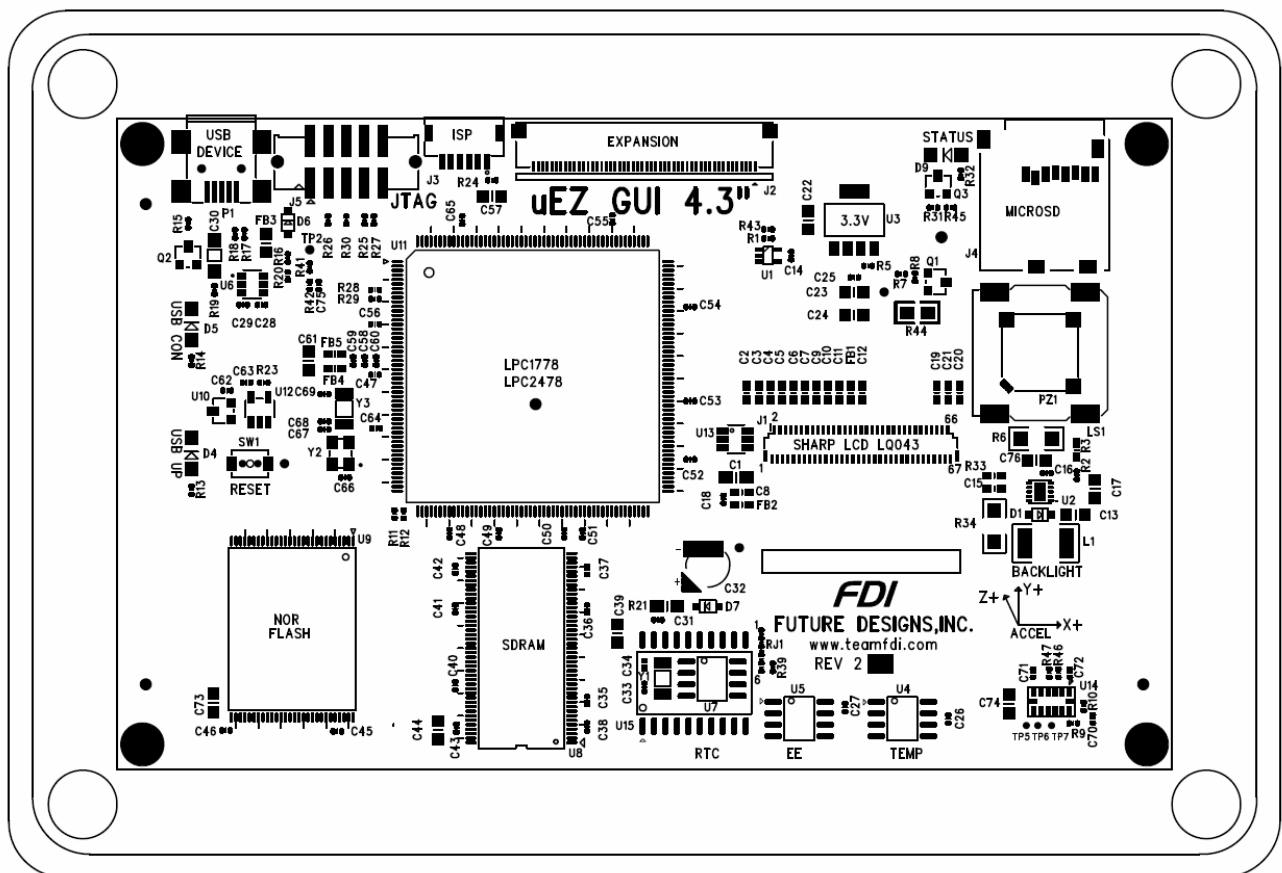 USB
DEVICE
ISP
EXPANSION
STATUS
D9
R32
Q3
R31
R45
MICROSD
J4
J3
R24
C57
J2
J5
JTAG
uEZ GUI 4.3"
C22
3.3V
U3
P1
R15
C30
FB3
D6
R18
R17
Q2
U6
R16
R20
R41
TP2
R42
C75
R26
R30
R25
R27
U11
C65
C55
R43
R1
U1
C14
C25
R5
R7
R8
Q1
C23
C24
R44
R19
C29
C28
R28
R29
C56
USB CON
D5
R14
C61
FB5
C59
C58
C60
FB4
C47
C54
LPC1778
LPC2478
C2
C3
C4
C5
C6
C7
C9
C10
C11
FB1
C12
C19
C21
C20
PZ1
LS1
C62
C63
R23
U10
U12
C69
Y3
C64
C68
C67
C53
J1
2
66
U13
SHARP LCD LQ043
1
67
R6
C76
R3
R2
USB UP
D4
SW1
RESET
R13
Y2
C66
C52
C1
C18
C8
FB2
R33
C15
C16
C17
U2
R34
D1
C13
L1
BACKLIGHT
R11
R12
C48
C49
C50
C51
U9
C42
C37
-
+
C32
FDI
FUTURE DESIGNS,INC.
www.teamfdi.com
REV 2
Z+
Y+
X+
ACCEL
NOR
FLASH
C41
SDRAM
C36
C39
R21
C31
D7
1
RJ1
6
R39
C40
C34
C33
Y1
U7
U15
RTC
C35
C38
C73
C46
C45
C44
C43
U8
U5
EE
C27
U4
TEMP
C26
C71
R47
R46
C72
C74
U14
R10
R9
C70
TP5
TP6
TP7